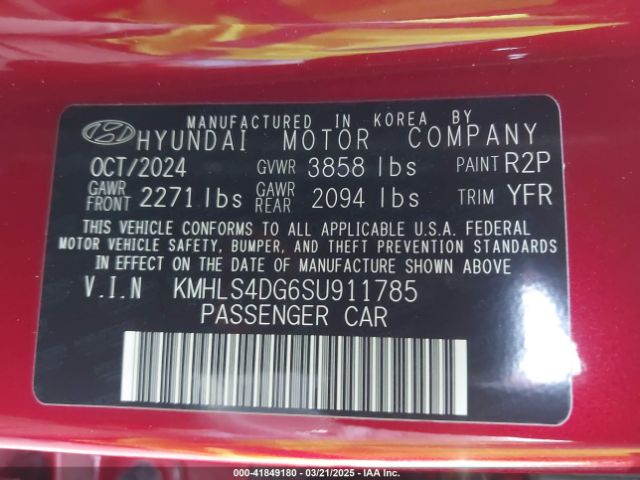 MANUFACTURED IN KOREA BY
HYUNDAI MOTOR COMPANY
OCT/2024 GVWR 3858 lbs PAINT R2P
GAWR FRONT 2271 lbs GAWR REAR 2094 lbs TRIM YFR
THIS VEHICLE CONFORMS TO ALL APPLICABLE U.S.A. FEDERAL
MOTOR VEHICLE SAFETY, BUMPER, AND THEFT PREVENTION STANDARDS
IN EFFECT ON THE DATE OF MANUFACTURE SHOWN ABOVE
V.I.N KMHLS4DG6SU911785
PASSENGER CAR
000-41849180 - 03/21/2025 - IAA Inc.